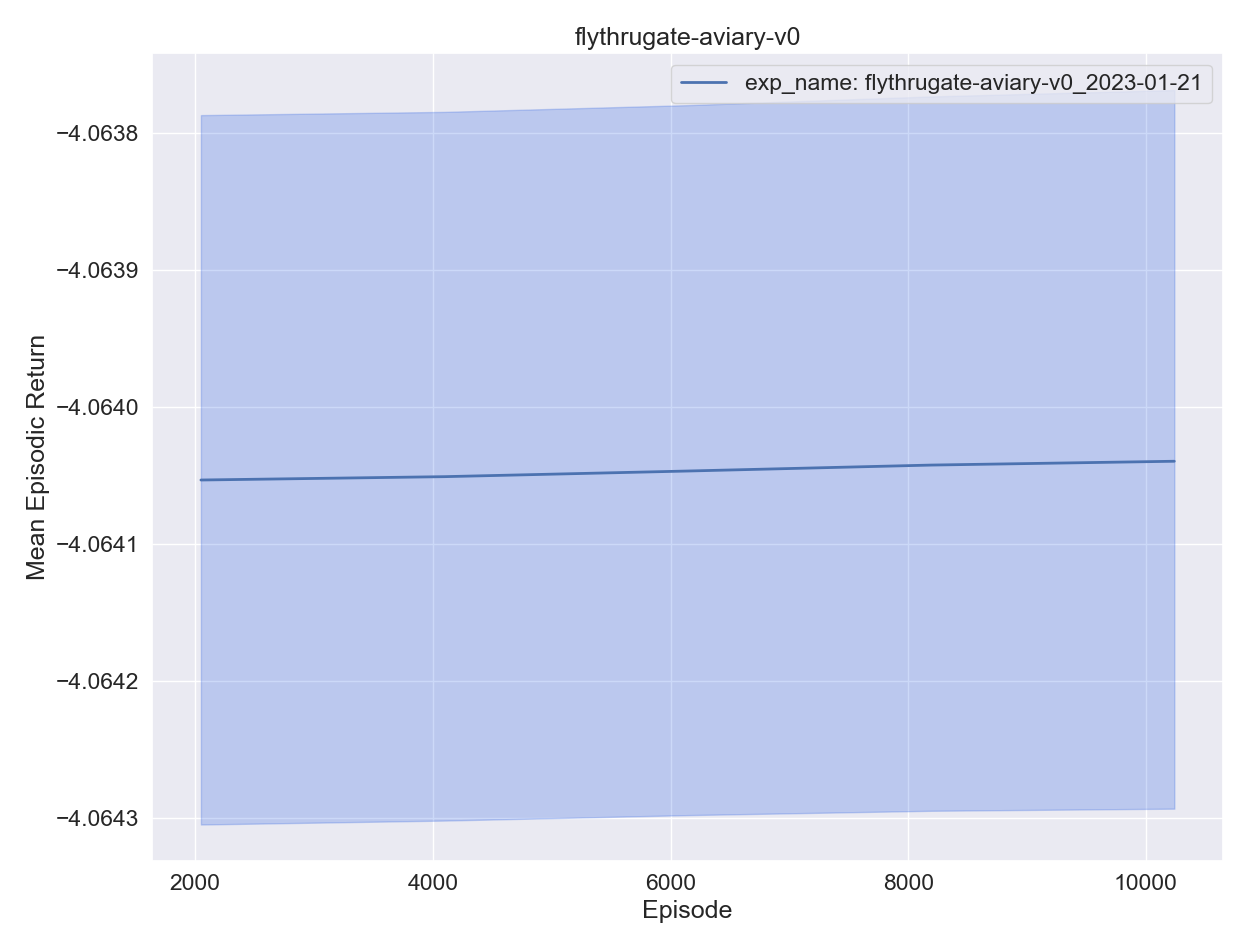 flythrugate-aviary-v0
exp_name: flythrugate-aviary-v0_2023-01-21
Mean Episodic Return
−4.0638
−4.0639
−4.0640
−4.0641
−4.0642
−4.0643
2000 4000 6000 8000 10000
Episode